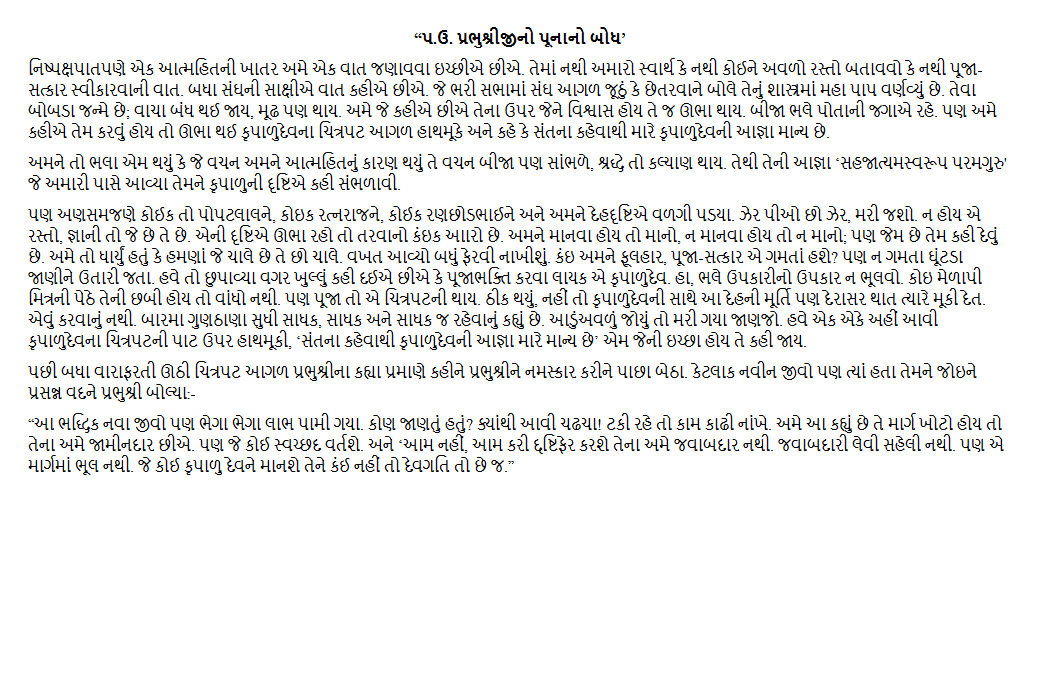 “પ.ઉ. પ્રભુશ્રીજીનો પૂનાનો બોધ’
નિષ્પક્ષપાતપણે એક આત્મહિતની ખાતર અમે એક વાત જણાવવા ઇચ્છીએ છીએ. તેમાં નથી અમારો સ્વાર્થ કે નથી કોઈને અવળો રસ્તો બતાવવો કે નથી પૂજા-
સત્કાર સ્વીકારવાની વાત. બધા સંઘની સાક્ષીએ વાત કહીએ છીએ. જે ભરી સભામાં સંઘ આગળ જૂઠું કે છેતરવાને બોલે તેનું શાસ્ત્રમાં મહા પાપ વર્ણવ્યું છે. તેવા
બોબડા જન્મે છે; વાચા બંધ થઈ જાય, મૂઢ પણ થાય. અમે જે કહીએ છીએ તેના ઉપર જેને વિશ્વાસ હોય તે જ ઊભા થાય. બીજા ભલે પોતાની જગાએ રહે. પણ અમે
કહીએ તેમ કરવું હોય તો ઊભા થઈ કૃપાળુદેવના ચિત્રપટ આગળ હાથમૂકે અને કહે કે સંતના કહેવાથી મારે કૃપાળુદેવની આજ્ઞા માન્ય છે.
અમને તો ભલા એમ થયું કે જે વચન અમને આત્મહિતનું કારણ થયું તે વચન બીજા પણ સાંભળે, શ્રદ્ધે તો કલ્યાણ થાય. તેથી તેની આજ્ઞા ‘સહજાત્મસ્વરૂપ પરમગુરુ'
જે અમારી પાસે આવ્યા તેમને કૃપાળુની દૃષ્ટિએ કહી સંભળાવી.
પણ અણસમજણે કોઈક તો પોપટલાલને, કોઇક રત્નરાજને, કોઈક રણછોડભાઈને અને અમને દેહદૃષ્ટિએ વળગી પડયા. ઝેર પીઓ છો ઝેર, મરી જશો. ન હોય એ
રસ્તો, જ્ઞાની તો જે છે તે છે. એની દૃષ્ટિએ ઊભા રહો તો તરવાનો કંઇક આારો છે. અમને માનવા હોય તો માનો, ન માનવા હોય તો ન માનો; પણ જેમ છે તેમ કહી દેવું
છે. અમે તો ધાર્યું હતું કે હમણાં જે ચાલે છે તે છો ચાલે. વખત આવ્યો બધું ફેરવી નાખીશું. કંઇ અમને ફૂલહાર, પૂજા-સત્કાર એ ગમતાં હશે? પણ ન ગમતા ઘૂંટડા
જાણીને ઉતારી જતા. હવે તો છુપાવ્યા વગર ખુલ્લું કહી દઈએ છીએ કે પૂજાભક્તિ કરવા લાયક એ કૃપાળુદેવ. હા, ભલે ઉપકારીનો ઉપકાર ન ભૂલવો. કોઇ મેળાપી
મિત્રની પેઠે તેની છબી હોય તો વાંધો નથી. પણ પૂજા તો એ ચિત્રપટની થાય. ઠીક થયું, નહીં તો કૃપાળુદેવની સાથે આ દેહની મૂર્તિ પણ દેરાસર થાત ત્યારે મૂકી દેત.
એવું કરવાનું નથી. બારમા ગુણઠાણા સુધી સાધક, સાધક અને સાધક જ રહેવાનું કહ્યું છે. આડુંઅવળું જોયું તો મરી ગયા જાણજો. હવે એક એકે અહીં આવી
કૃપાળુદેવના ચિત્રપટની પાટ ઉપર હાથમૂકી, ‘સંતના કહેવાથી કૃપાળુદેવની આજ્ઞા મારે માન્ય છે’ એમ જેની ઇચ્છા હોય તે કહી જાય.
પછી બધા વારાફરતી ઊઠી ચિત્રપટ આગળ પ્રભુશ્રીના કહ્યા પ્રમાણે કહીને પ્રભુશ્રીને નમસ્કાર કરીને પાછા બેઠા. કેટલાક નવીન જીવો પણ ત્યાં હતા તેમને જોઇને
પ્રસન્ન વદને પ્રભુશ્રી બોલ્યા:-
“આ ભદ્રિક નવા જીવો પણ ભેગા ભેગા લાભ પામી ગયા. કોણ જાણતું હતું? ક્યાંથી આવી ચઢયા! ટકી રહે તો કામ કાઢી નાંખે. અમે આ કહ્યું છે તે માર્ગ ખોટો હોય તો
તેના અમે જામીનદાર છીએ. પણ જે કોઈ સ્વચ્છદ વર્તશે. અને ‘આમ નહીં, આમ કરી દૃષ્ટિફેર કરશે તેના અમે જવાબદાર નથી. જવાબદારી લેવી સહેલી નથી. પણ એ
માર્ગમાં ભૂલ નથી. જે કોઈ કૃપાળુ દેવને માનશે તેને કંઈ નહીં તો દેવગતિ તો છે જ.”